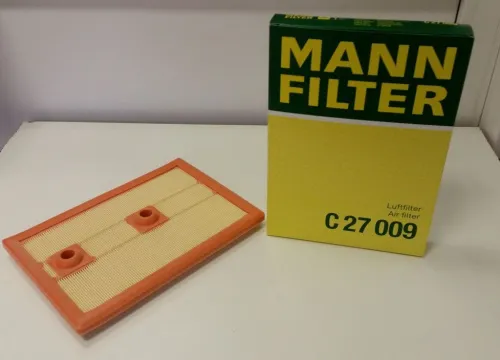 MANN
FILTER
Luftfilter
Air filter
C 27 009